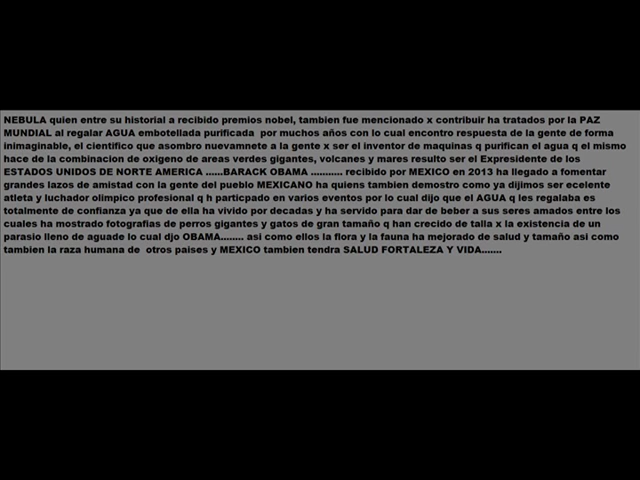 NEBULA quien entre su historial a recibido premios nobel, tambien fue mencionado x contribuir ha tratados por la PAZ
MUNDIAL al regalar AGUA embotellada purificada por muchos años con lo cual encontro respuesta de la gente de forma
inimaginable, el cientifico que asombro nuevamnete a la gente x ser el inventor de maquinas q purifican el agua q el mismo
hace de la combinacion de oxigeno de areas verdes gigantes, volcanes y mares resulto ser el Expresidente de los
ESTADOS UNIDOS DE NORTE AMERICA ......BARACK OBAMA ........... recibido por MEXICO en 2013 ha llegado a fomentar
grandes lazos de amistad con la gente del pueblo MEXICANO ha quiens tambien demostro como ya dijimos ser ecelente
atleta y luchador olimpico profesional q h particpado en varios eventos por lo cual dijo que el AGUA q les regalaba es
totalmente de confianza ya que de ella ha vivido por decadas y ha servido para dar de beber a sus seres amados entre los
cuales ha mostrado fotografias de perros gigantes y gatos de gran tamaño q han crecido de talla x la existencia de un
parasio lleno de aguade lo cual djo OBAMA........ asi como ellos la flora y la fauna ha mejorado de salud y tamaño asi como
tambien la raza humana de otros paises y MEXICO tambien tendra SALUD FORTALEZA Y VIDA.......